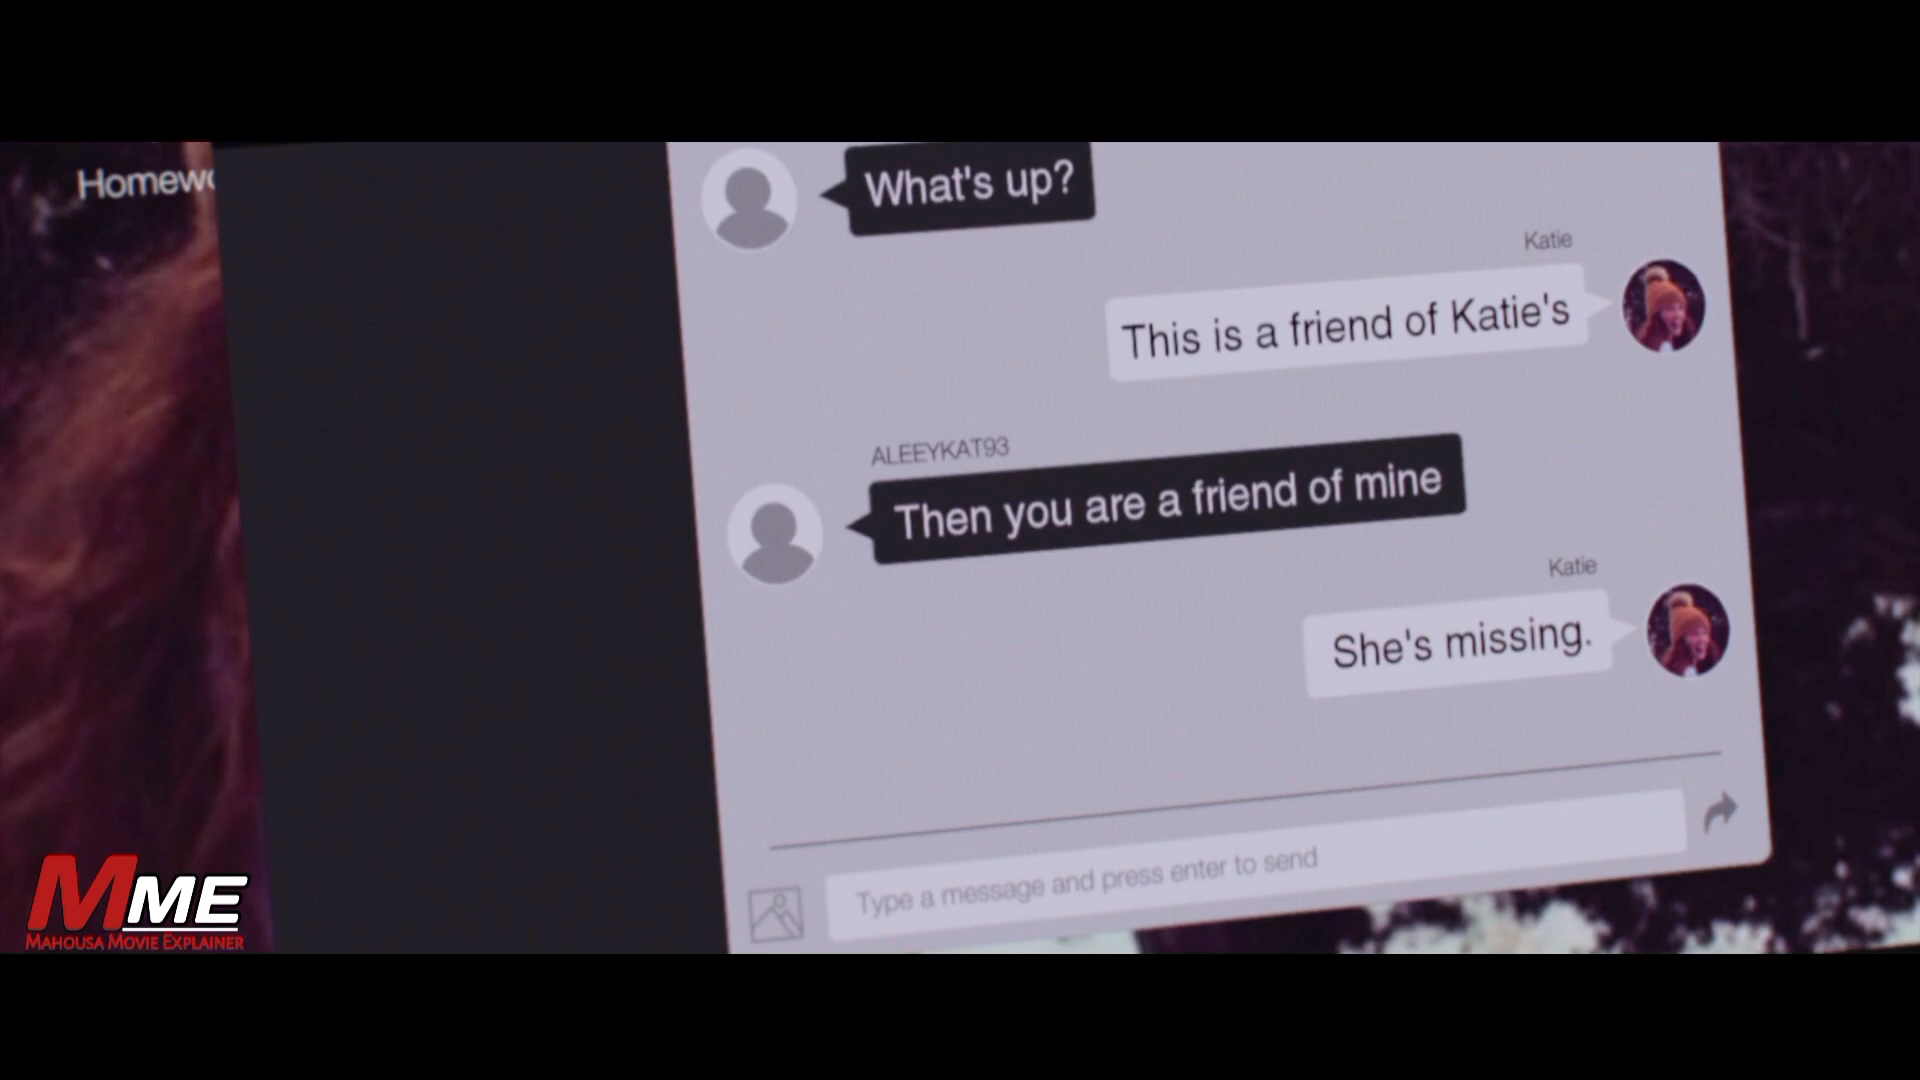 Homew
What's up?
Katie
This is a friend of Katie's
ALEEYKAT93
Then you are a friend of mine
Katie
She's missing.
Type a message and press enter to send
MME
MAHOUSA MOVIE EXPLAINER